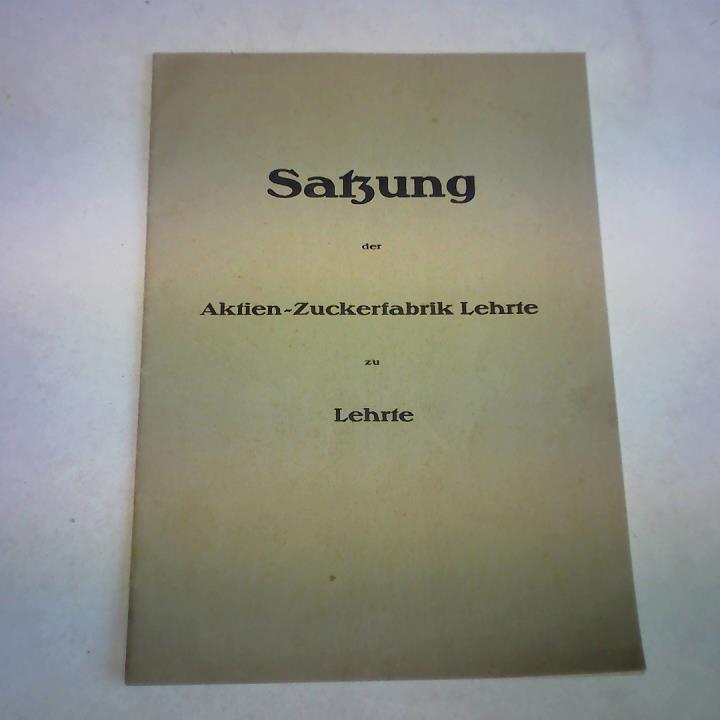 Satzung
der
Aktien-Zuckerfabrik Lehrte
zu
Lehrte